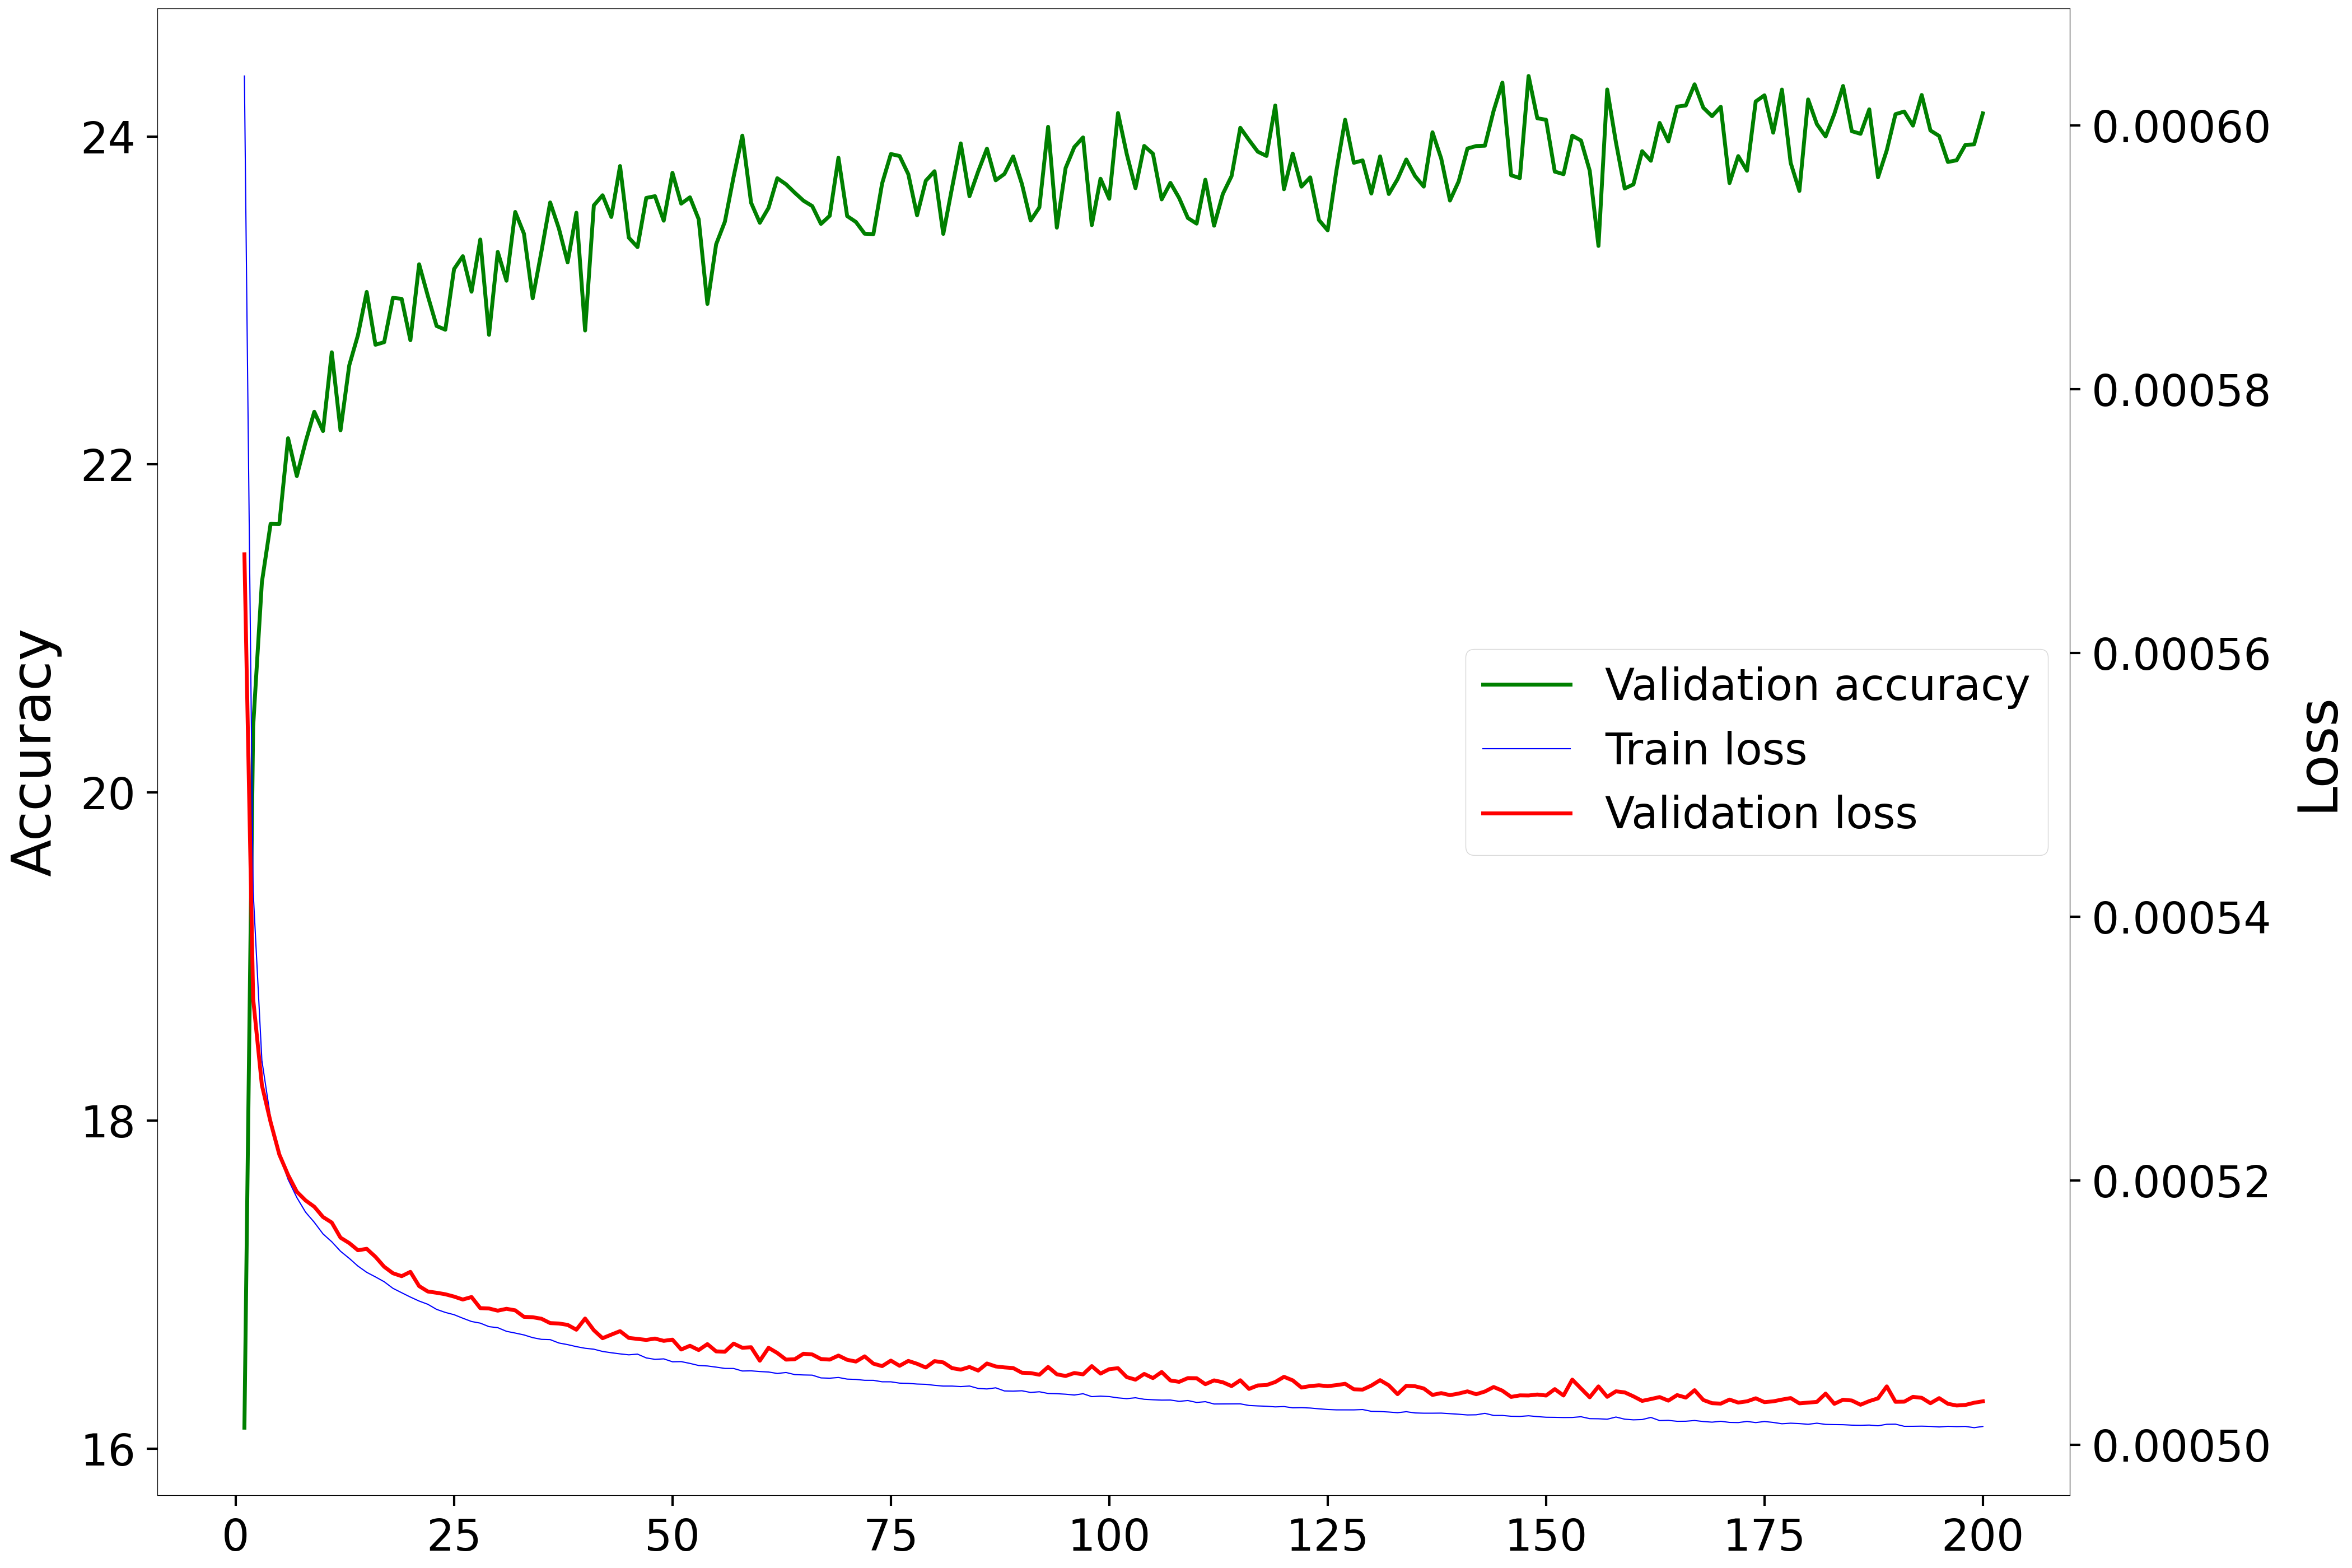 Accuracy
24
22
20
18
16
0.00060
0.00058
0.00056
0.00054
0.00052
0.00050
Loss
Validation accuracy
Train loss
Validation loss
0 25 50 75 100 125 150 175 200